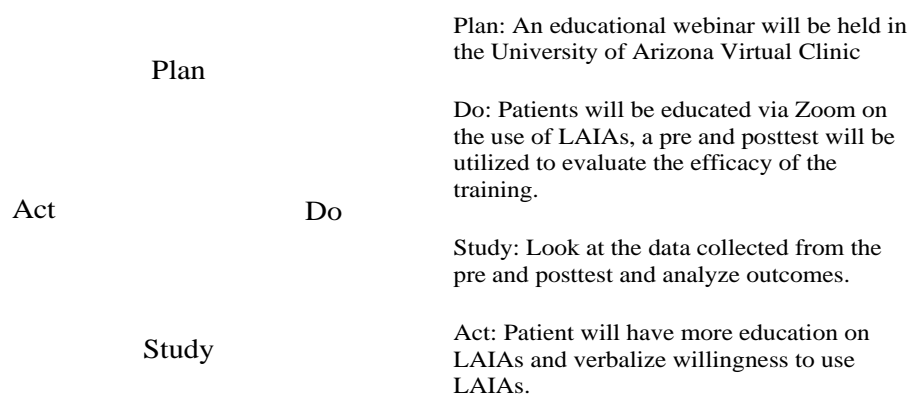 Plan
Act
Do
Study
Plan: An educational webinar will be held in
the University of Arizona Virtual Clinic
Do: Patients will be educated via Zoom on
the use of LAIAs, a pre and posttest will be
utilized to evaluate the efficacy of the
training.
Study: Look at the data collected from the
pre and posttest and analyze outcomes.
Act: Patient will have more education on
LAIAs and verbalize willingness to use
LAIAs.